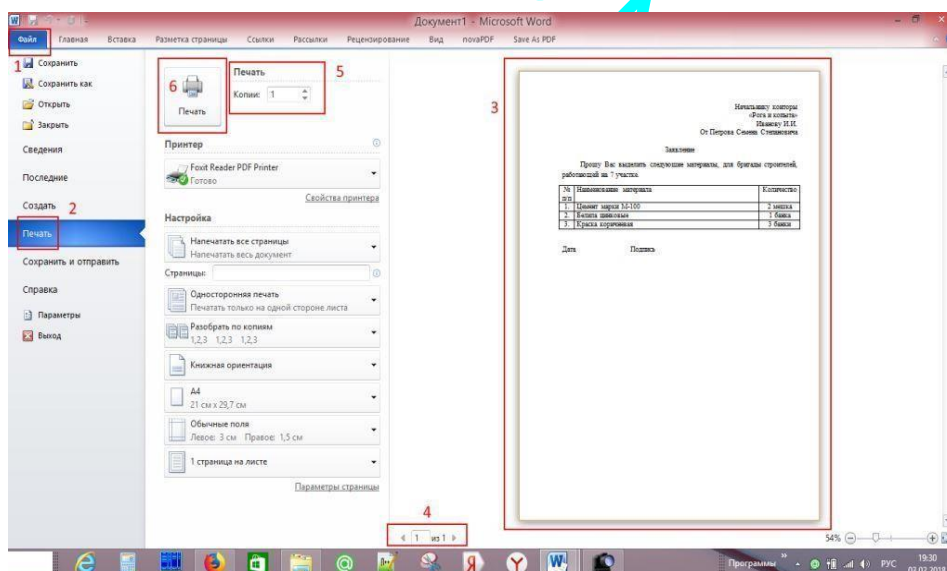 Документ1 - Microsoft Word
Файл Главная Вставка Разметка страницы Ссылки Рассылки Рецензирование Вид novaPDF Save As PDF
1
Сохранить
Сохранить как
Открыть
Закрыть
Сведения
Последние
Создать
2
Печать
Сохранить и отправить
Справка
Параметры
Выход
6
Печать
Печать
Копии: 1
5
Принтер
Foxit Reader PDF Printer
Готово
Свойства принтера
Настройка
Напечатать все страницы
Напечатать весь документ
Страницы:
Односторонняя печать
Печатать только на одной стороне листа
Разобрать по копиям
1,2,3 1,2,3 1,2,3
Книжная ориентация
A4
21 см x 29,7 см
Обычные поля
Левое: 3 см Правое: 1,5 см
1 страница на листе
Параметры страницы
3
Начальнику конторы
«Рога и копыта»
Иванову И.И.
От Петрова Семена Степановича
Заявление
Прошу Вас выделить следующие материалы, для бригады строителей,
работающей на 7 участке.
№ п/п Наименование материала Количество
1. Цемент марки М-100 2 мешка
2. Белила цинковые 1 банка
3. Краска коричневая 3 банки
Дата Подпись
4
1 из 1
54%
Программы
РУС
19:30
03.02.2018